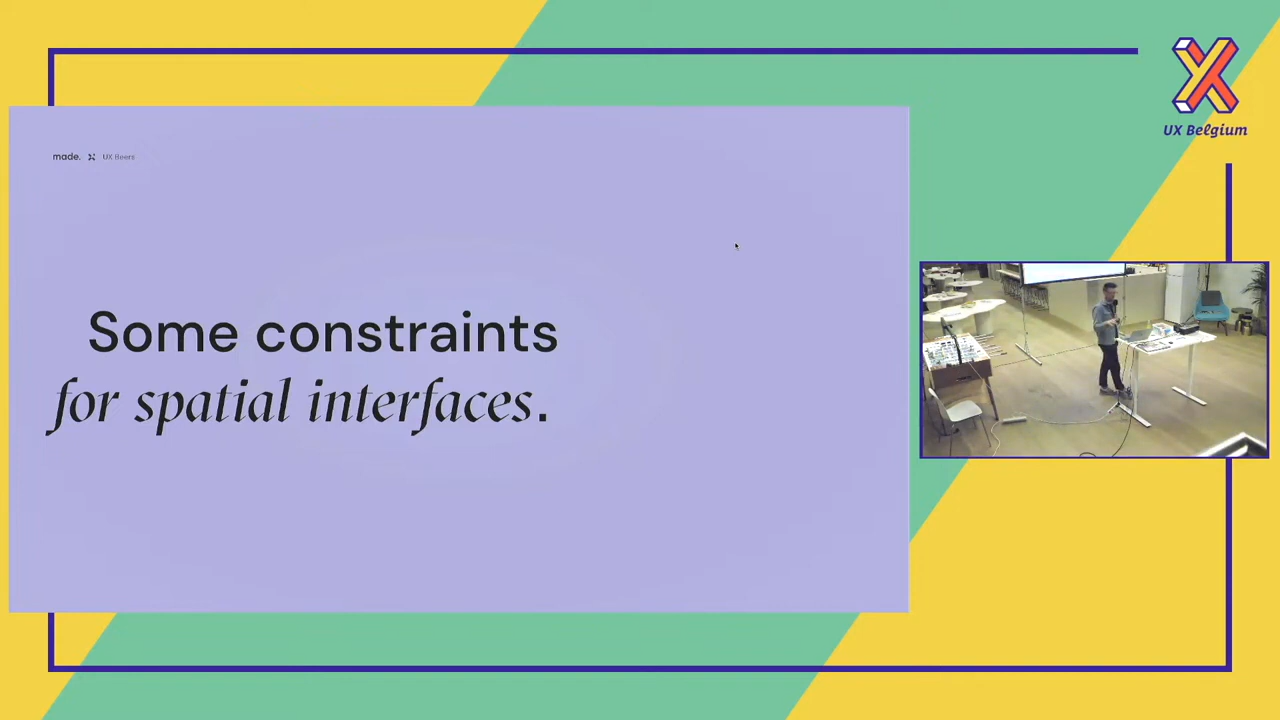 UX Belgium
made. UX Beers
Some constraints
for spatial interfaces.